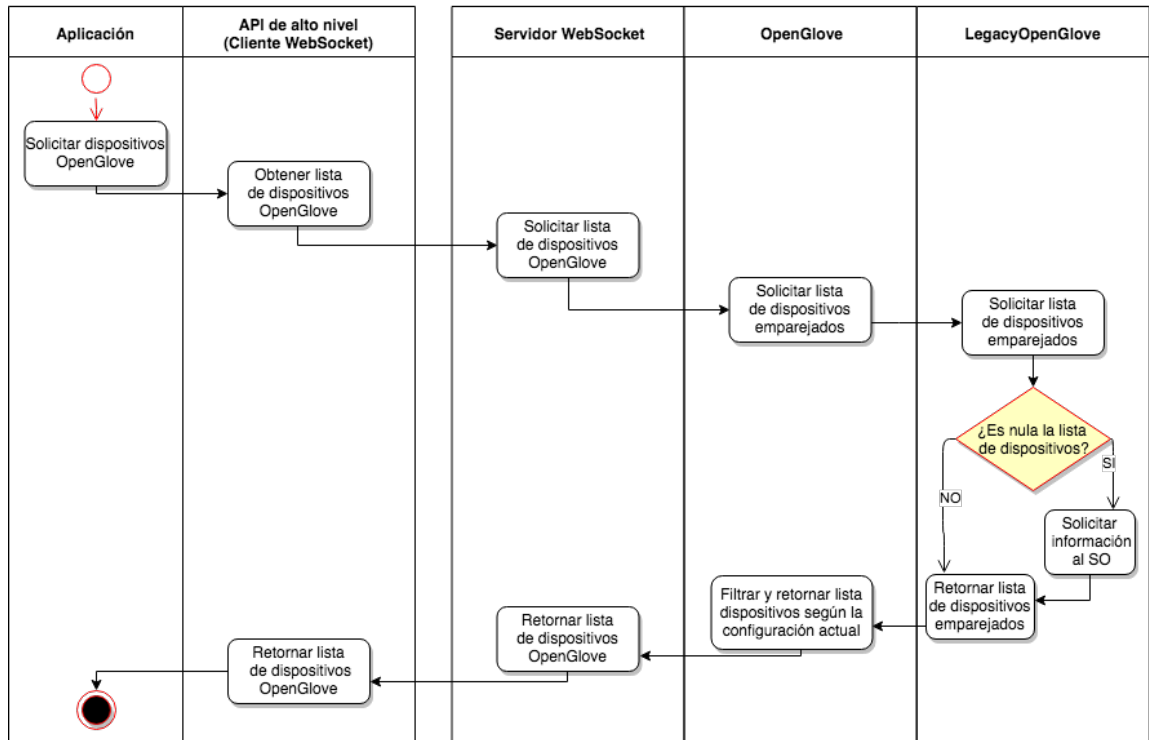 Aplicación
API de alto nivel
(Cliente WebSocket)
Servidor WebSocket
OpenGlove
LegacyOpenGlove
Solicitar dispositivos
OpenGlove
Obtener lista
de dispositivos
OpenGlove
Solicitar lista
de dispositivos
OpenGlove
Solicitar lista
de dispositivos
emparejados
Solicitar lista
de dispositivos
emparejados
¿Es nula la lista
de dispositivos?
SI
NO
Solicitar
información
al SO
Retornar lista
de dispositivos
emparejados
Filtrar y retornar lista
dispositivos según la
configuración actual
Retornar lista
de dispositivos
OpenGlove
Retornar lista
de dispositivos
OpenGlove